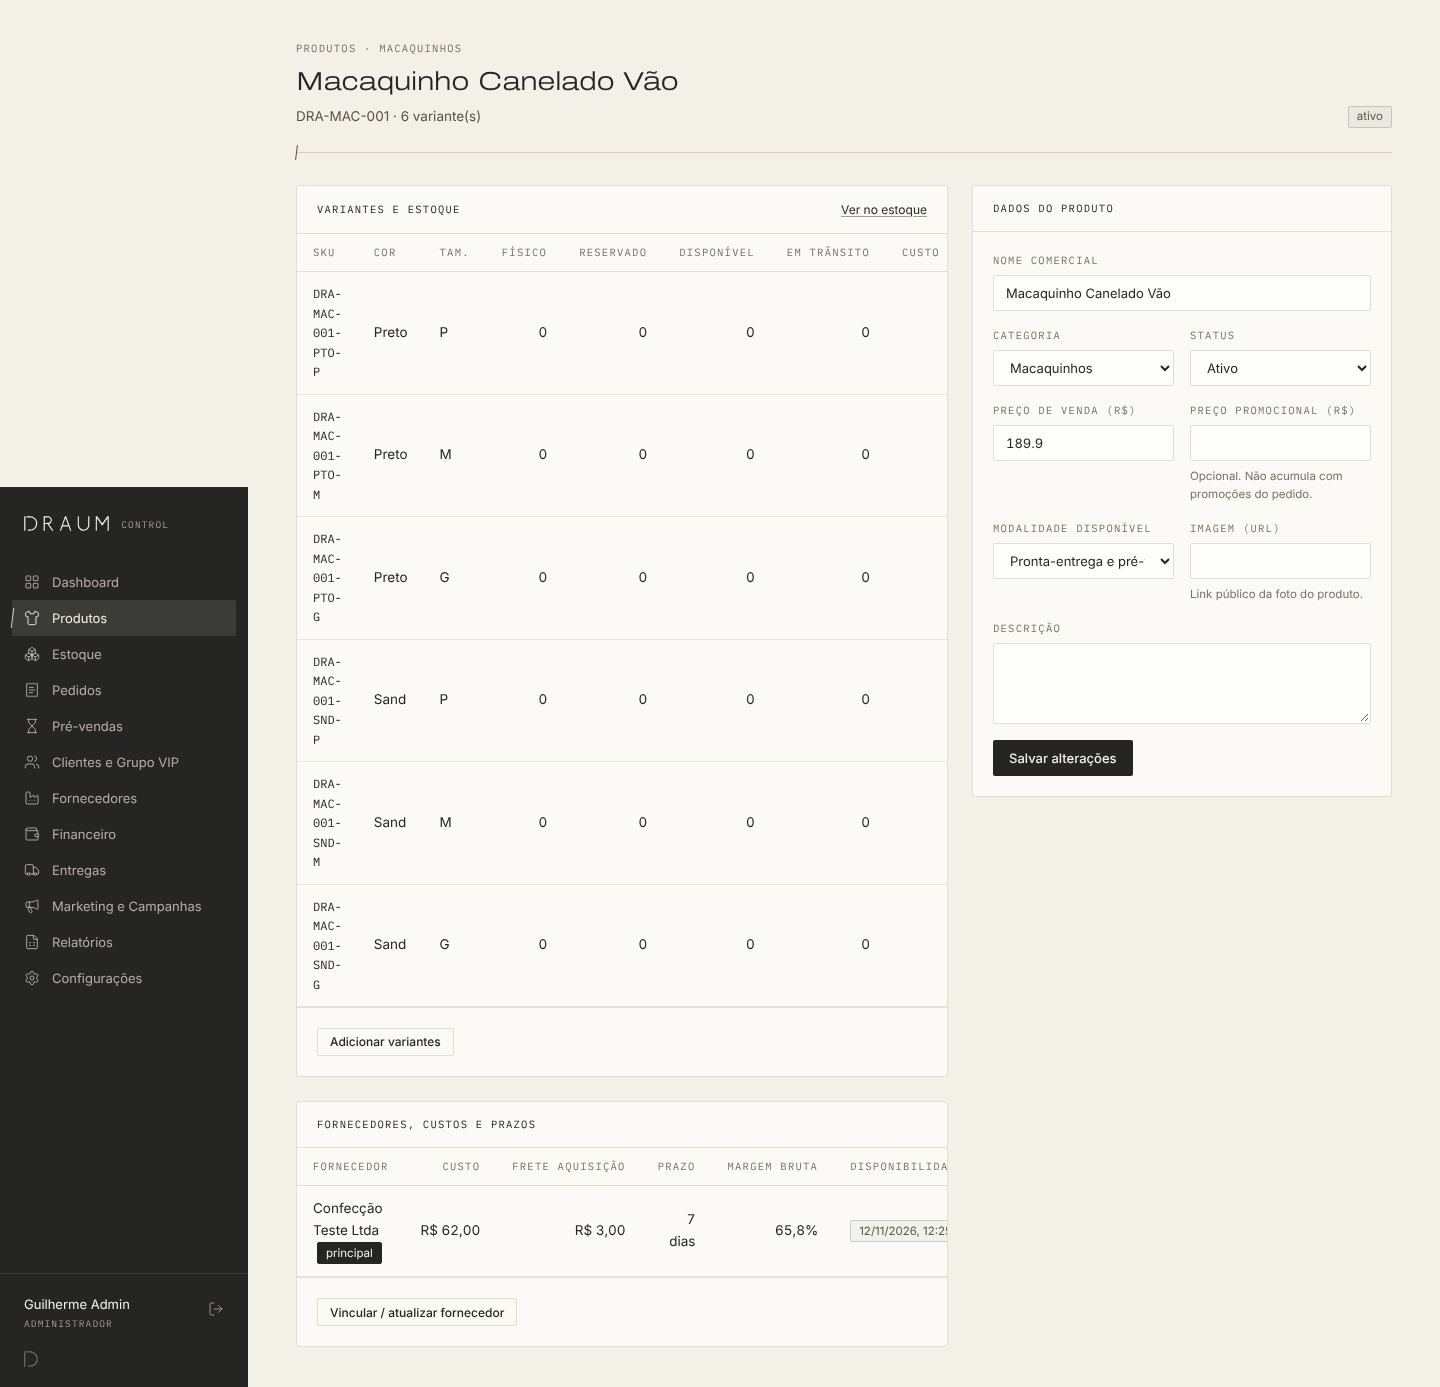 PRODUTOS · MACAQUINHOS
Macaquinho Canelado Vão
DRA-MAC-001 · 6 variante(s)
ativo
DRAUM CONTROL
Dashboard
Produtos
Estoque
Pedidos
Pré-vendas
Clientes e Grupo VIP
Fornecedores
Financeiro
Entregas
Marketing e Campanhas
Relatórios
Configurações
Guilherme Admin
ADMINISTRADOR
VARIANTES E ESTOQUE
Ver no estoque
SKU COR TAM. FÍSICO RESERVADO DISPONÍVEL EM TRÂNSITO CUSTO
DRA-
MAC-
001-
PTO-
P
Preto P 0 0 0 0
DRA-
MAC-
001-
PTO-
M
Preto M 0 0 0 0
DRA-
MAC-
001-
PTO-
G
Preto G 0 0 0 0
DRA-
MAC-
001-
SND-
P
Sand P 0 0 0 0
DRA-
MAC-
001-
SND-
M
Sand M 0 0 0 0
DRA-
MAC-
001-
SND-
G
Sand G 0 0 0 0
Adicionar variantes
FORNECEDORES, CUSTOS E PRAZOS
FORNECEDOR CUSTO FRETE AQUISIÇÃO PRAZO MARGEM BRUTA DISPONIBILIDA
Confecção
Teste Ltda
principal
R$ 62,00 R$ 3,00
7
dias
65,8%
12/11/2026, 12:25
Vincular / atualizar fornecedor
DADOS DO PRODUTO
NOME COMERCIAL
Macaquinho Canelado Vão
CATEGORIA STATUS
Macaquinhos Ativo
PREÇO DE VENDA (R$) PREÇO PROMOCIONAL (R$)
189.9
Opcional. Não acumula com
promoções do pedido.
MODALIDADE DISPONÍVEL IMAGEM (URL)
Pronta-entrega e pré-
Link público da foto do produto.
DESCRIÇÃO
Salvar alterações